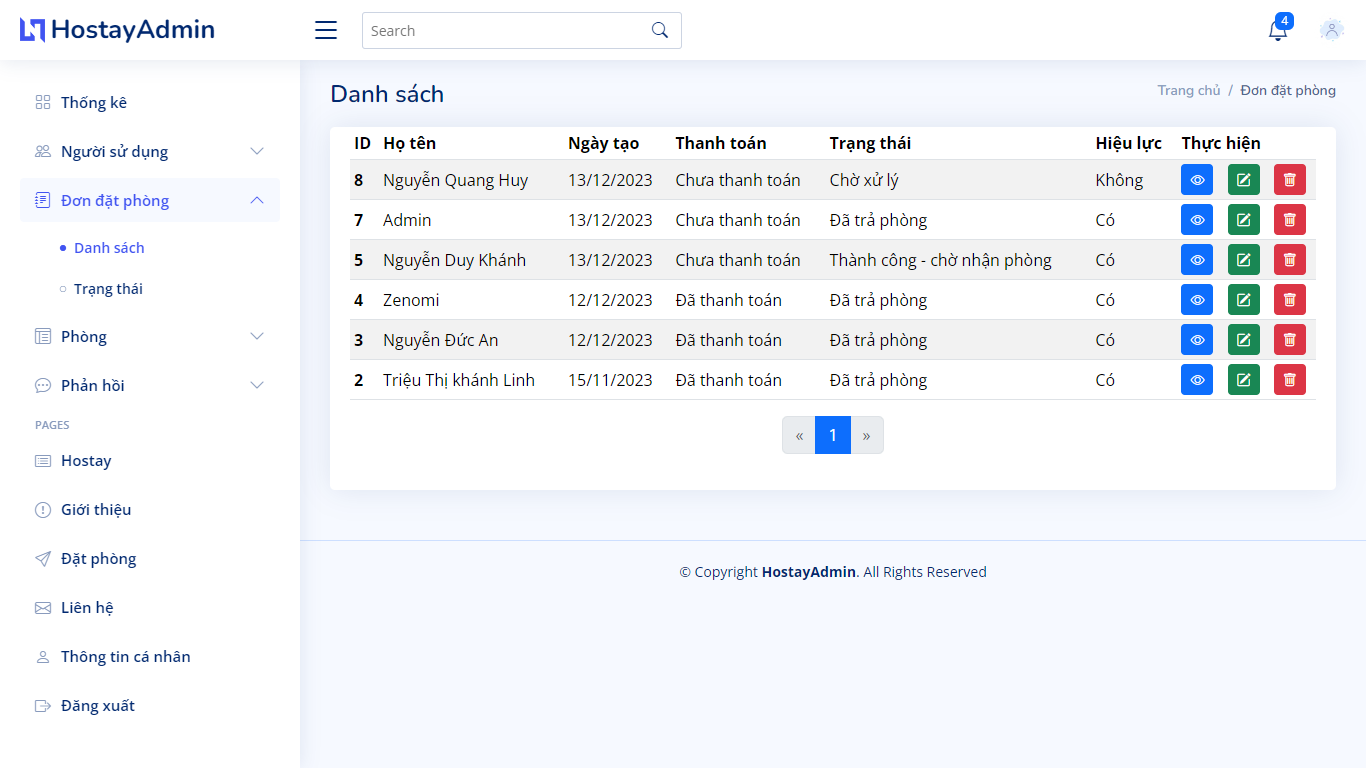 HostayAdmin
Search
4
Thống kê
Người sử dụng
Đơn đặt phòng
Danh sách
Trạng thái
Phòng
Phản hồi
PAGES
Hostay
Giới thiệu
Đặt phòng
Liên hệ
Thông tin cá nhân
Đăng xuất
Danh sách
Trang chủ / Đơn đặt phòng
ID Họ tên Ngày tạo Thanh toán Trạng thái Hiệu lực Thực hiện
8 Nguyễn Quang Huy 13/12/2023 Chưa thanh toán Chờ xử lý Không
7 Admin 13/12/2023 Chưa thanh toán Đã trả phòng Có
5 Nguyễn Duy Khánh 13/12/2023 Chưa thanh toán Thành công - chờ nhận phòng Có
4 Zenomi 12/12/2023 Đã thanh toán Đã trả phòng Có
3 Nguyễn Đức An 12/12/2023 Đã thanh toán Đã trả phòng Có
2 Triệu Thị khánh Linh 15/11/2023 Đã thanh toán Đã trả phòng Có
« 1 »
© Copyright HostayAdmin. All Rights Reserved